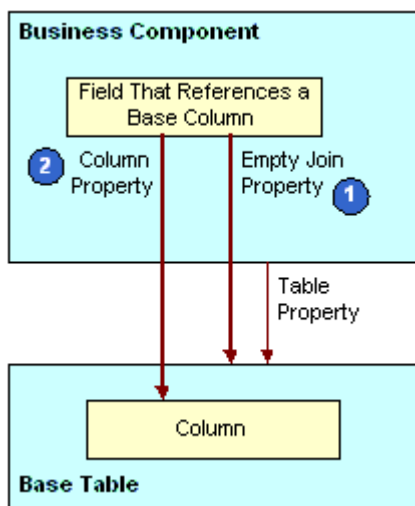 Business Component
Field That References a
Base Column
2
Column
Property
Empty Join
Property
1
Table
Property
Column
Base Table